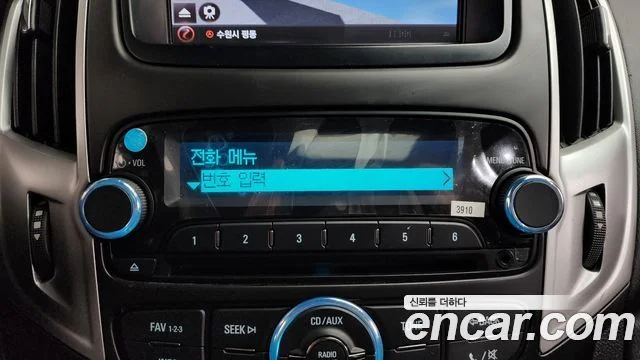 수원시 평동
VOL
전화 메뉴
번호 입력
MENU
TUNE
3910
1 2 3 4 5 6
FAV 1-2-3
SEEK
CD/AUX
RADIO
신뢰를 더하다
encar.com